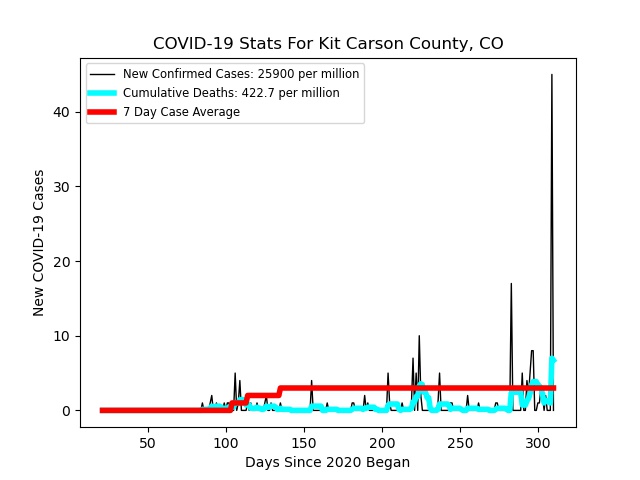 COVID-19 Stats For Kit Carson County, CO
New Confirmed Cases: 25900 per million
Cumulative Deaths: 422.7 per million
7 Day Case Average
40
30
20
10
0
New COVID-19 Cases
50 100 150 200 250 300
Days Since 2020 Began